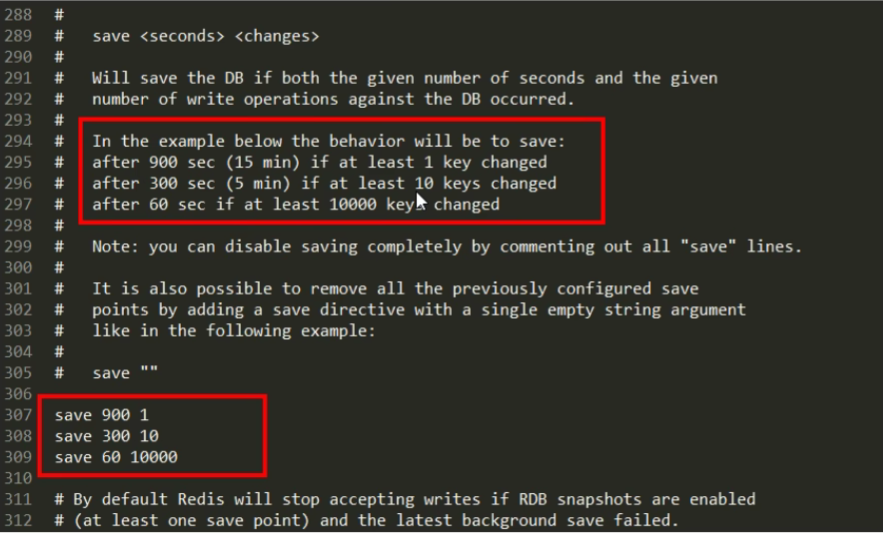 288 #
289 # save <seconds> <changes>
290 #
291 # Will save the DB if both the given number of seconds and the given
292 # number of write operations against the DB occurred.
293 #
294 # In the example below the behavior will be to save:
295 # after 900 sec (15 min) if at least 1 key changed
296 # after 300 sec (5 min) if at least 10 keys changed
297 # after 60 sec if at least 10000 keys changed
298 #
299 # Note: you can disable saving completely by commenting out all "save" lines.
300 #
301 # It is also possible to remove all the previously configured save
302 # points by adding a save directive with a single empty string argument
303 # like in the following example:
304 #
305 # save ""
306
307 save 900 1
308 save 300 10
309 save 60 10000
310
311 # By default Redis will stop accepting writes if RDB snapshots are enabled
312 # (at least one save point) and the latest background save failed.